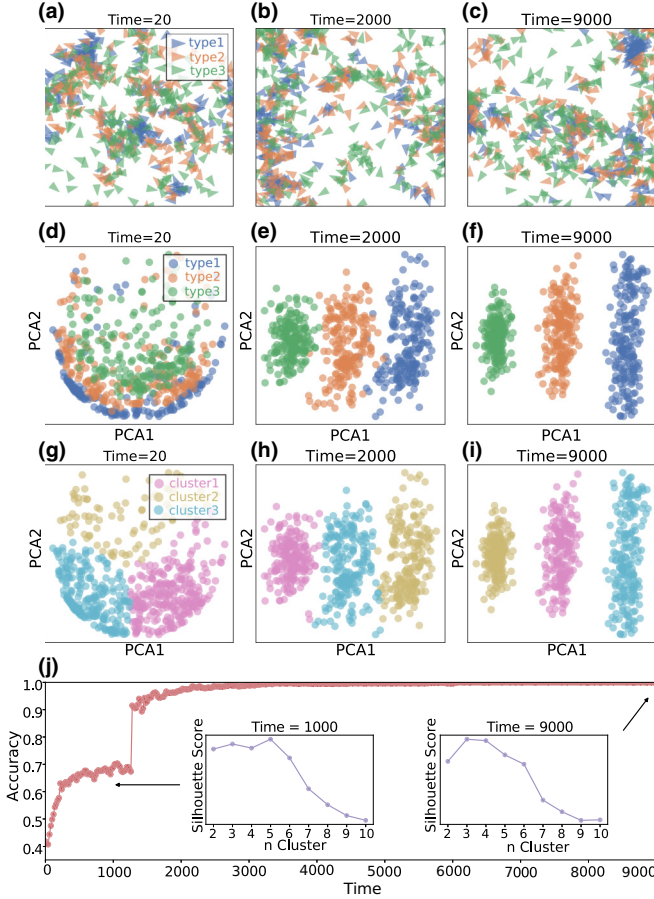 (a) Time=20
(b) Time=2000
(c) Time=9000
type1
type2
type3
(d) Time=20
(e) Time=2000
(f) Time=9000
type1
type2
type3
PCA2
PCA1
PCA2
PCA1
PCA2
PCA1
(g) Time=20
(h) Time=2000
(i) Time=9000
cluster1
cluster2
cluster3
PCA2
PCA1
PCA2
PCA1
PCA2
PCA1
(j)
1.0
0.9
0.8
0.7
0.6
0.5
0.4
Accuracy
Time = 1000
Silhouette Score
2 3 4 5 6 7 8 9 10
n Cluster
Time = 9000
Silhouette Score
2 3 4 5 6 7 8 9 10
n Cluster
0 1000 2000 3000 4000 5000 6000 7000 8000 9000
Time